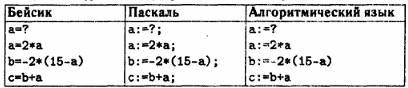 Бейсик Паскаль Алгоритмический язык
a=? a:=?; a:=?
a=2*a a:=2*a; a:=2*a
b=-2*(15-a) b:=-2*(15-a); b:=-2*(15-a)
c=b+a c:=b+a; c:=b+a